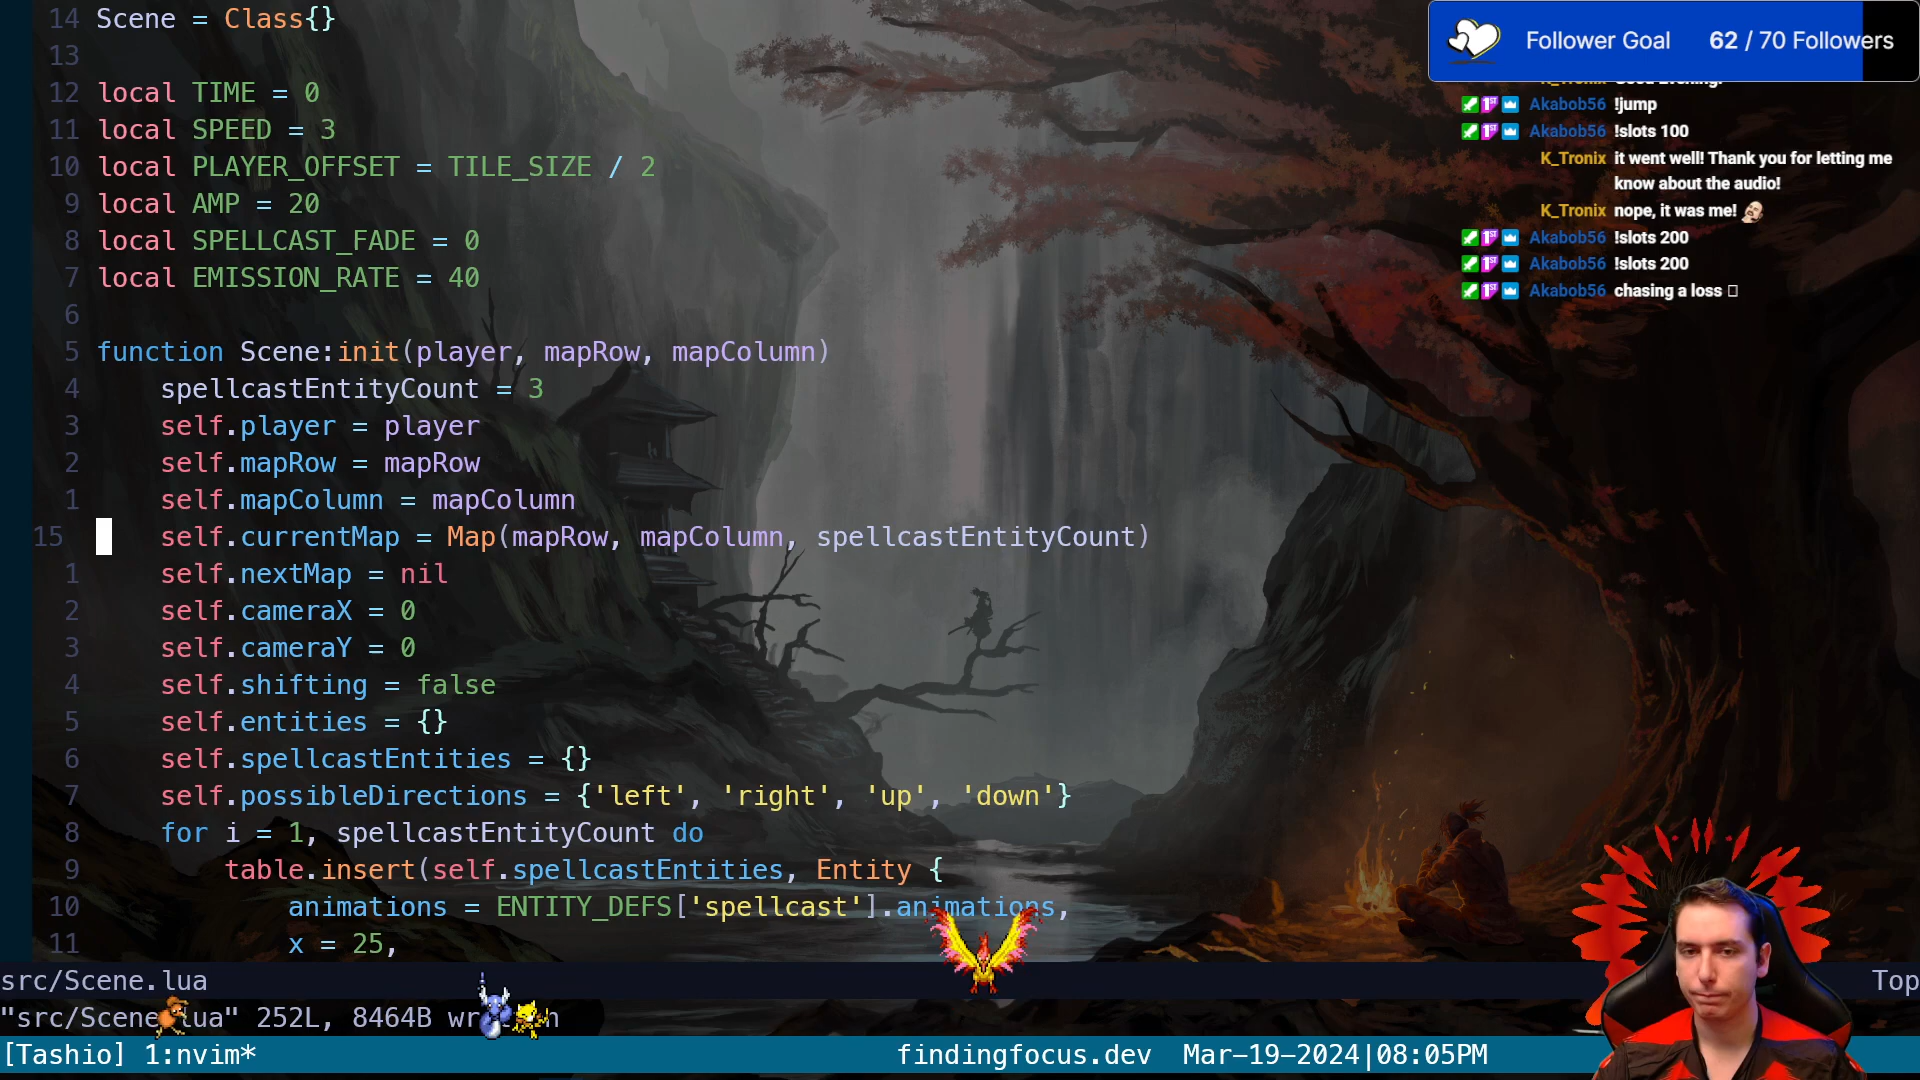 14 Scene = Class{}
13
12 local TIME = 0
11 local SPEED = 3
10 local PLAYER_OFFSET = TILE_SIZE / 2
9 local AMP = 20
8 local SPELLCAST_FADE = 0
7 local EMISSION_RATE = 40
6
5 function Scene:init(player, mapRow, mapColumn)
4 spellcastEntityCount = 3
3 self.player = player
2 self.mapRow = mapRow
1 self.mapColumn = mapColumn
15 self.currentMap = Map(mapRow, mapColumn, spellcastEntityCount)
1 self.nextMap = nil
2 self.cameraX = 0
3 self.cameraY = 0
4 self.shifting = false
5 self.entities = {}
6 self.spellcastEntities = {}
7 self.possibleDirections = {'left', 'right', 'up', 'down'}
8 for i = 1, spellcastEntityCount do
9 table.insert(self.spellcastEntities, Entity {
10 animations = ENTITY_DEFS['spellcast'].animations,
11 x = 25,
src/Scene.lua Top
"src/Scene lua" 252L, 8464B
[Tashio] 1:nvim* findingfocus.dev Mar-19-2024|08:05PM
Follower Goal 62 / 70 Followers
Akabob56 !jump
Akabob56 !slots 100
K_Tronix it went well! Thank you for letting me
know about the audio!
K_Tronix nope, it was me!
Akabob56 !slots 200
Akabob56 !slots 200
Akabob56 chasing a loss